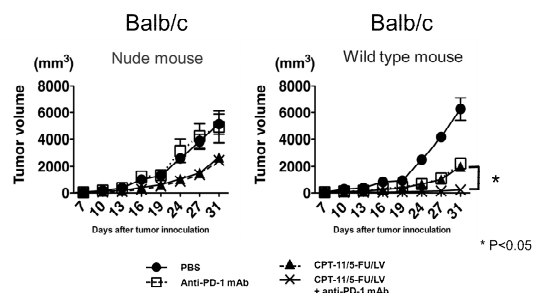 Balb/c
Nude mouse
(mm³)
Tumor volume
8000
6000
4000
2000
0
7 10 13 16 19 24 27 31
Days after tumor innoculation
Balb/c
Wild type mouse
(mm³)
Tumor volume
8000
6000
4000
2000
0
7 10 13 16 19 24 27 31
Days after tumor innoculation
*
* P<0.05
PBS
Anti-PD-1 mAb
CPT-11/5-FU/LV
CPT-11/5-FU/LV
+ anti-PD-1 mAb